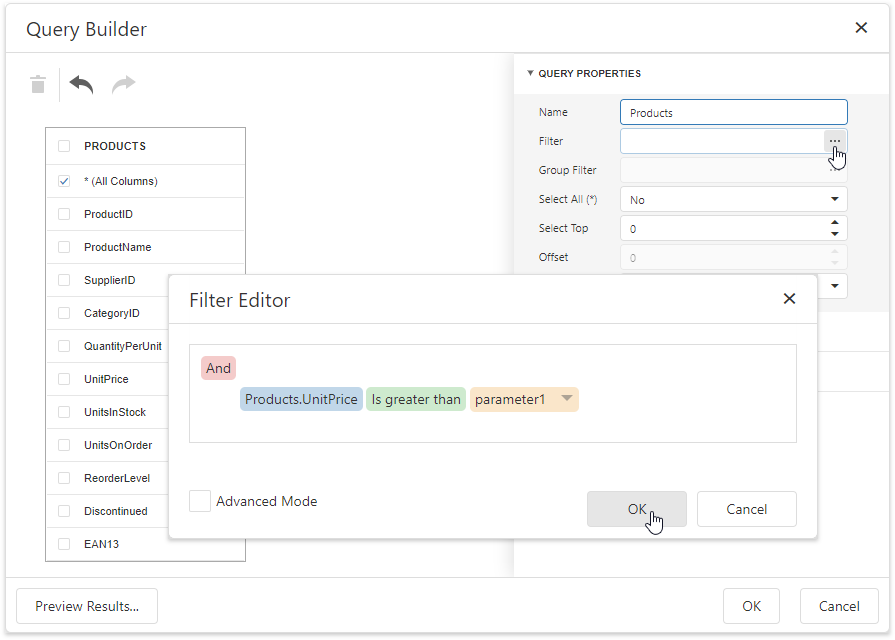 Query Builder
QUERY PROPERTIES
Name Products
Filter ...
Group Filter ...
Select All (*) No
Select Top 0
Offset 0
PRODUCTS
* (All Columns)
ProductID
ProductName
SupplierID
CategoryID
QuantityPerUnit
UnitPrice
UnitsInStock
UnitsOnOrder
ReorderLevel
Discontinued
EAN13
Filter Editor
And
Products.UnitPrice Is greater than parameter1
Advanced Mode
OK Cancel
Preview Results... OK Cancel